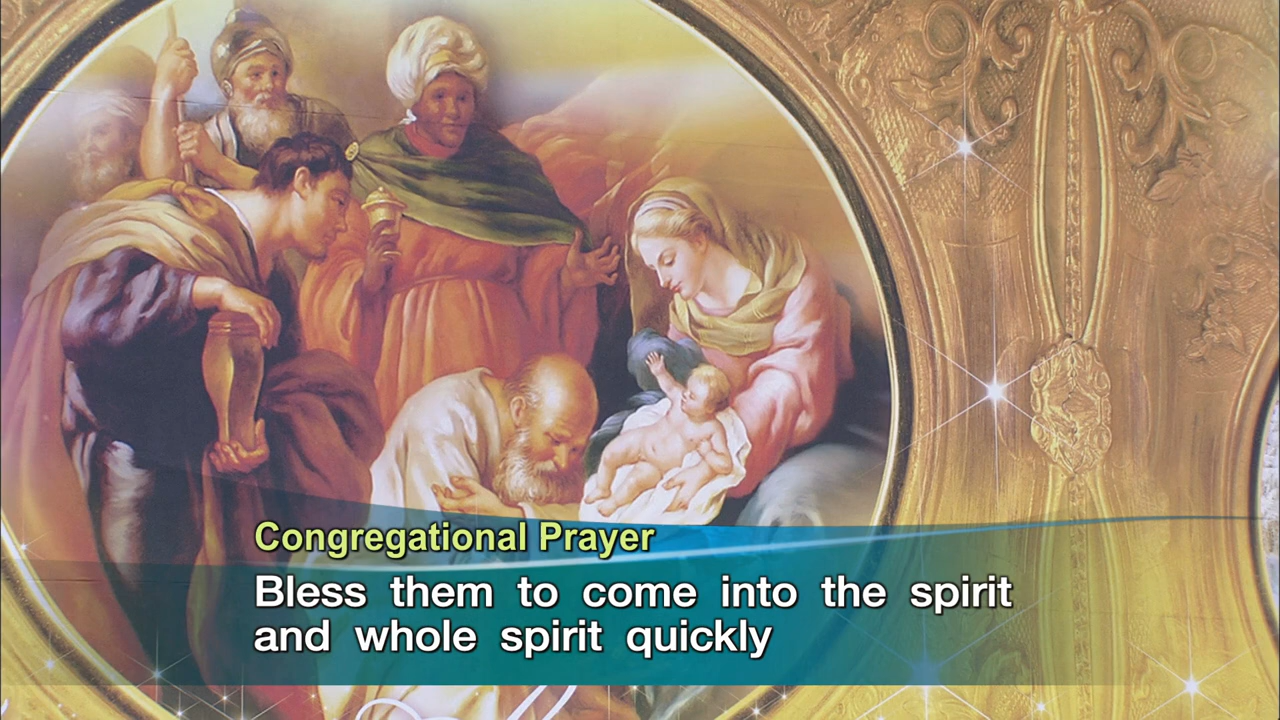 Congregational Prayer
Bless them to come into the spirit
and whole spirit quickly